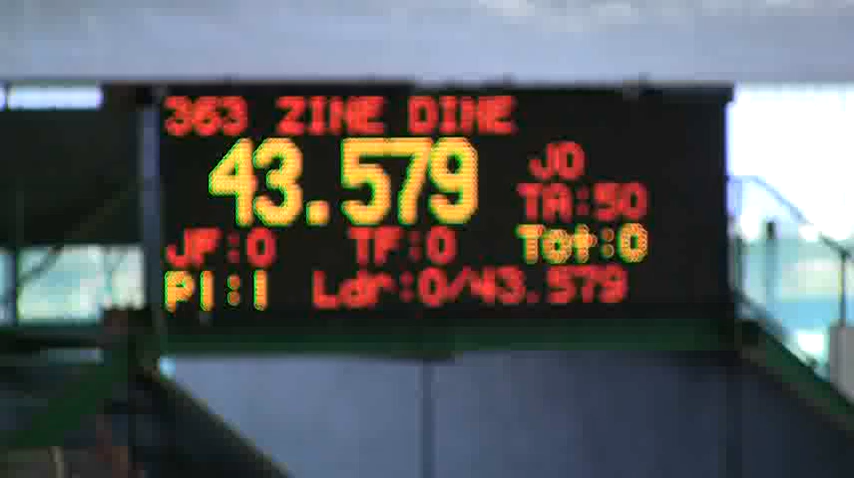 363 ZINE DINE
43.579
JO
TA:50
JF:0 TF:0 Tot:0
Pl:1 Ldr:0/43.579